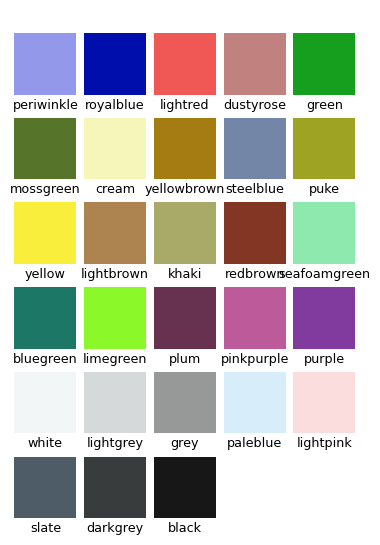 periwinkle royalblue lightred dustyrose green
mossgreen cream yellowbrown steelblue puke
yellow lightbrown khaki redbrown seafoamgreen
bluegreen limegreen plum pinkpurple purple
white lightgrey grey paleblue lightpink
slate darkgrey black